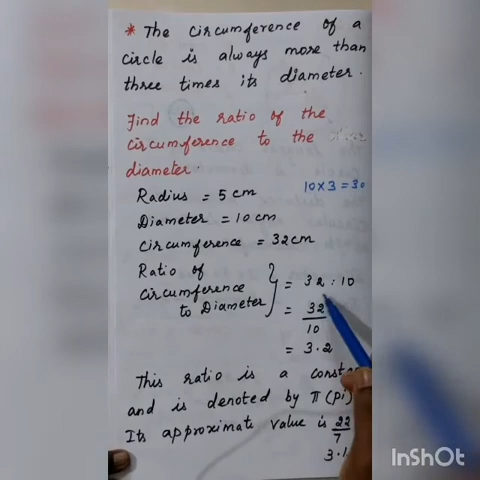 * The circumference of a
circle is always more than
three times its diameter.
Find the ratio of the
circumference to the
diameter.
Radius = 5 cm
10 × 3 = 30
Diameter = 10 cm
circumference = 32 cm
Ratio of
circumference
to Diameter } = 32 : 10
= 32
10
= 3.2
This ratio is a
and is denoted by π (pi)
Its approximate value is 22
7
InShOt